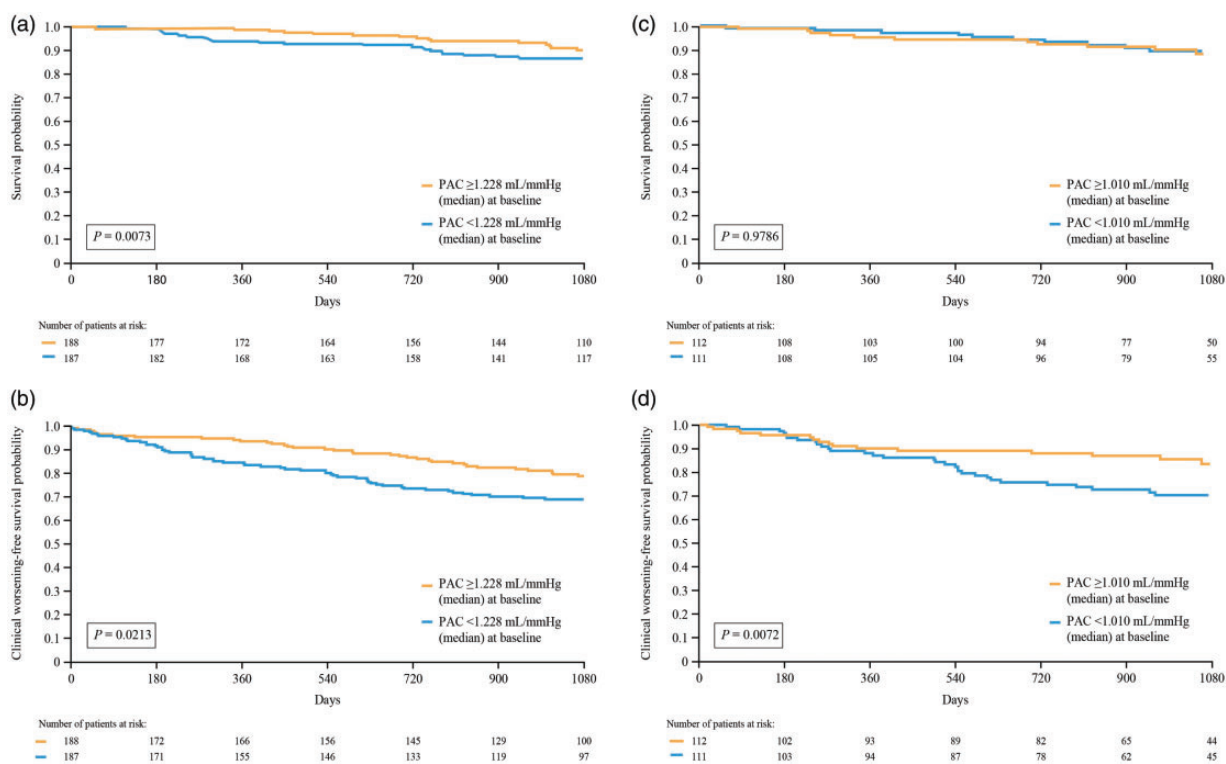 (a)
Survival probability
1.0
0.9
0.8
0.7
0.6
0.5
0.4
0.3
0.2
0.1
0
PAC ≥1.228 mL/mmHg
(median) at baseline
PAC <1.228 mL/mmHg
(median) at baseline
P = 0.0073
0 180 360 540 720 900 1080
Days
Number of patients at risk:
188 177 172 164 156 144 110
187 182 168 163 158 141 117
(c)
Survival probability
1.0
0.9
0.8
0.7
0.6
0.5
0.4
0.3
0.2
0.1
0
PAC ≥1.010 mL/mmHg
(median) at baseline
PAC <1.010 mL/mmHg
(median) at baseline
P = 0.9786
0 180 360 540 720 900 1080
Days
Number of patients at risk:
112 108 103 100 94 77 50
111 108 105 104 96 79 55
(b)
Clinical worsening-free survival probability
1.0
0.9
0.8
0.7
0.6
0.5
0.4
0.3
0.2
0.1
0
PAC ≥1.228 mL/mmHg
(median) at baseline
PAC <1.228 mL/mmHg
(median) at baseline
P = 0.0213
0 180 360 540 720 900 1080
Days
Number of patients at risk:
188 172 166 156 145 129 100
187 171 155 146 133 119 97
(d)
Clinical worsening-free survival probability
1.0
0.9
0.8
0.7
0.6
0.5
0.4
0.3
0.2
0.1
0
PAC ≥1.010 mL/mmHg
(median) at baseline
PAC <1.010 mL/mmHg
(median) at baseline
P = 0.0072
0 180 360 540 720 900 1080
Days
Number of patients at risk:
112 102 93 89 82 65 44
111 103 94 87 78 62 45